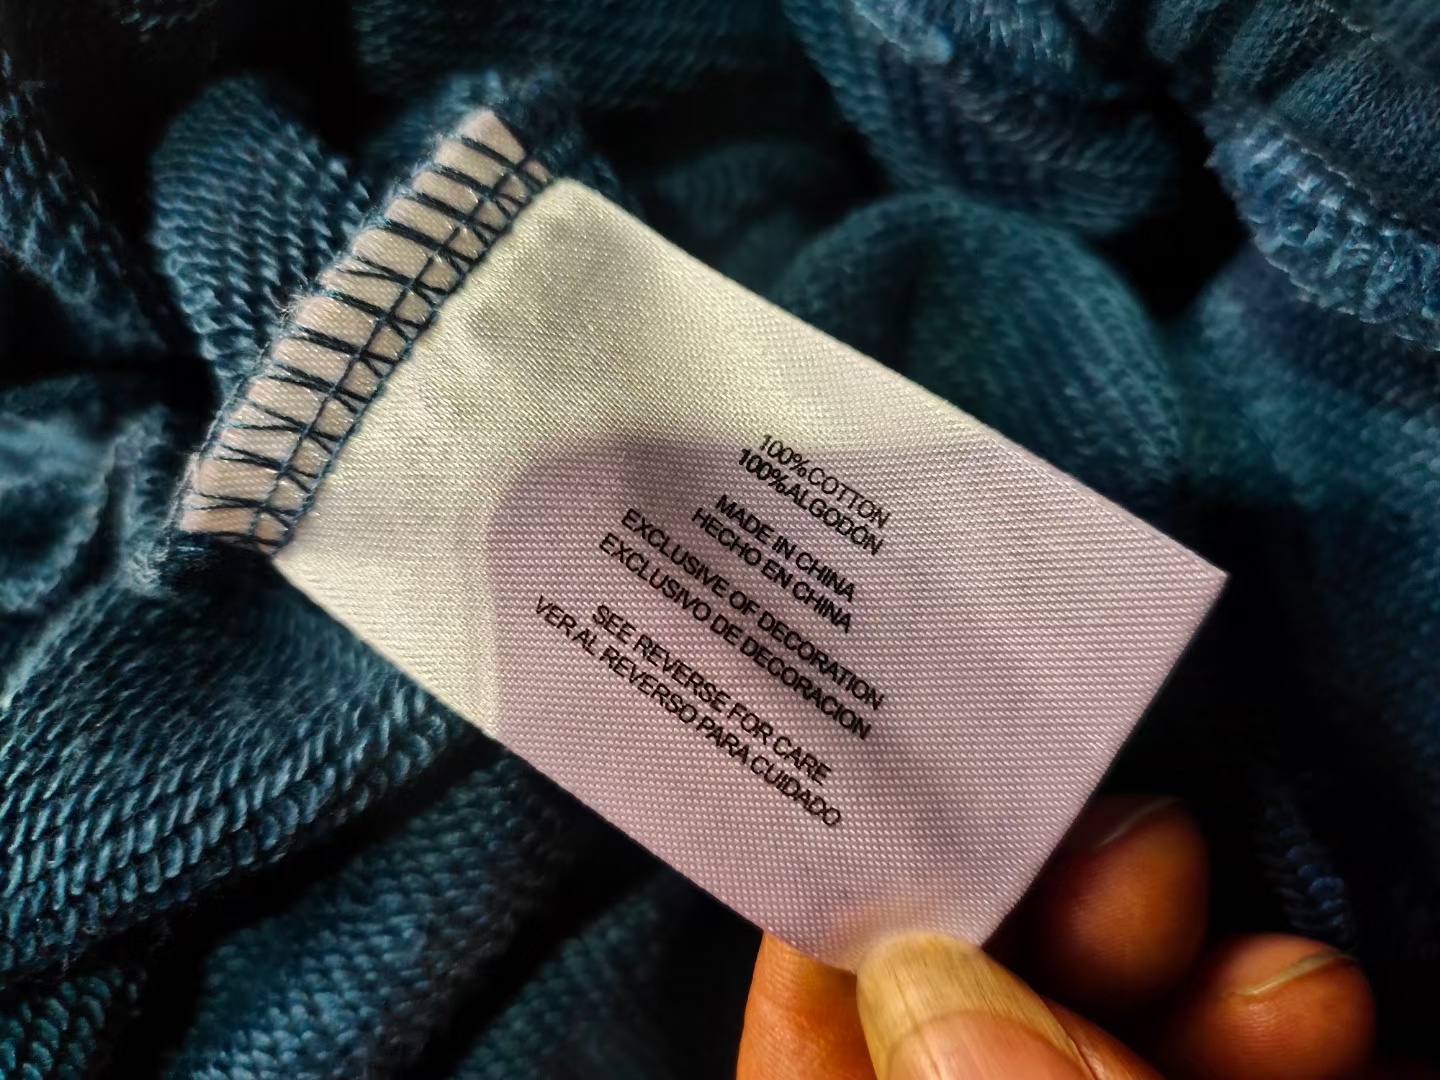 100%COTTON
100%ALGODÓN
MADE IN CHINA
HECHO EN CHINA
EXCLUSIVE OF DECORATION
EXCLUSIVO DE DECORACION
SEE REVERSE FOR CARE
VER AL REVERSO PARA CUIDADO